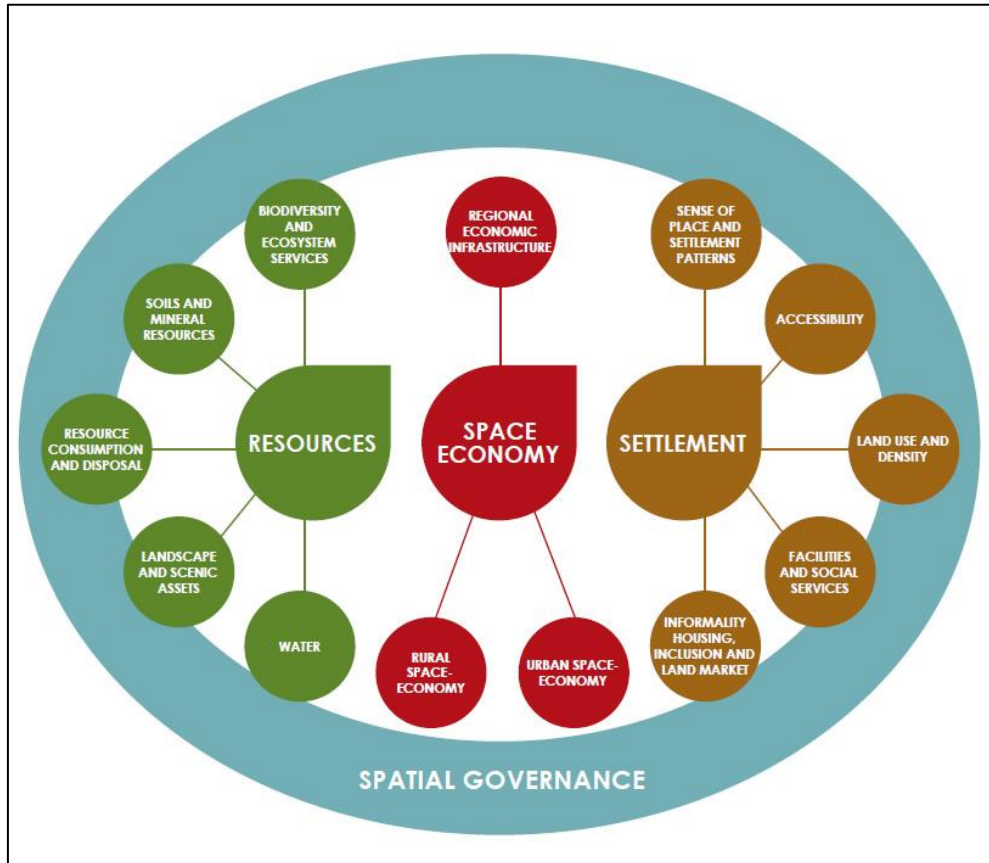 BIODIVERSITY
AND
ECOSYSTEM
SERVICES
SOILS AND
MINERAL
RESOURCES
RESOURCE
CONSUMPTION
AND DISPOSAL
LANDSCAPE
AND SCENIC
ASSETS
WATER
RESOURCES
REGIONAL
ECONOMIC
INFRASTRUCTURE
SPACE
ECONOMY
RURAL
SPACE-
ECONOMY
URBAN SPACE-
ECONOMY
SENSE OF
PLACE AND
SETTLEMENT
PATTERNS
ACCESSIBILITY
LAND USE AND
DENSITY
FACILITIES
AND SOCIAL
SERVICES
INFORMALITY
HOUSING,
INCLUSION AND
LAND MARKET
SETTLEMENT
SPATIAL GOVERNANCE